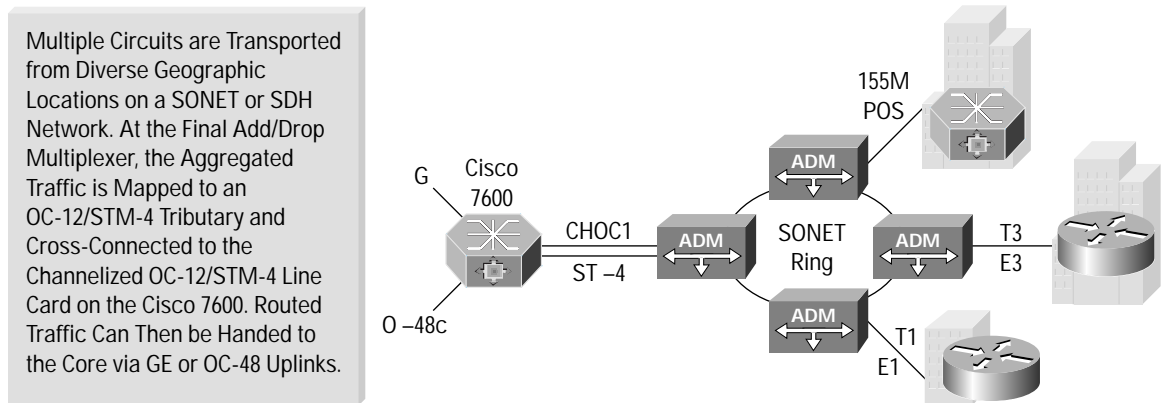 Multiple Circuits are Transported
from Diverse Geographic
Locations on a SONET or SDH
Network. At the Final Add/Drop
Multiplexer, the Aggregated
Traffic is Mapped to an
OC-12/STM-4 Tributary and
Cross-Connected to the
Channelized OC-12/STM-4 Line
Card on the Cisco 7600. Routed
Traffic Can Then be Handed to
the Core via GE or OC-48 Uplinks.
G
Cisco
7600
O –48c
CHOC1
ST –4
ADM
ADM
SONET
Ring
ADM
ADM
155M
POS
T3
E3
T1
E1